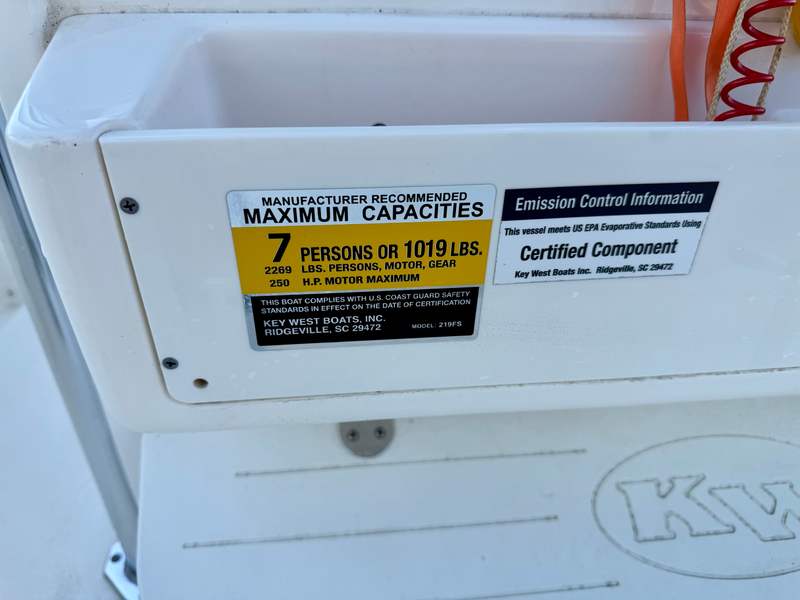 MANUFACTURER RECOMMENDED
MAXIMUM CAPACITIES
7 PERSONS OR 1019 LBS.
2269 LBS. PERSONS, MOTOR, GEAR
250 H.P. MOTOR MAXIMUM
THIS BOAT COMPLIES WITH U.S. COAST GUARD SAFETY
STANDARDS IN EFFECT ON THE DATE OF CERTIFICATION
KEY WEST BOATS, INC.
RIDGEVILLE, SC 29472 MODEL: 219FS
Emission Control Information
This vessel meets US EPA Evaporative Standards Using
Certified Component
Key West Boats Inc. Ridgeville, SC 29472
KW